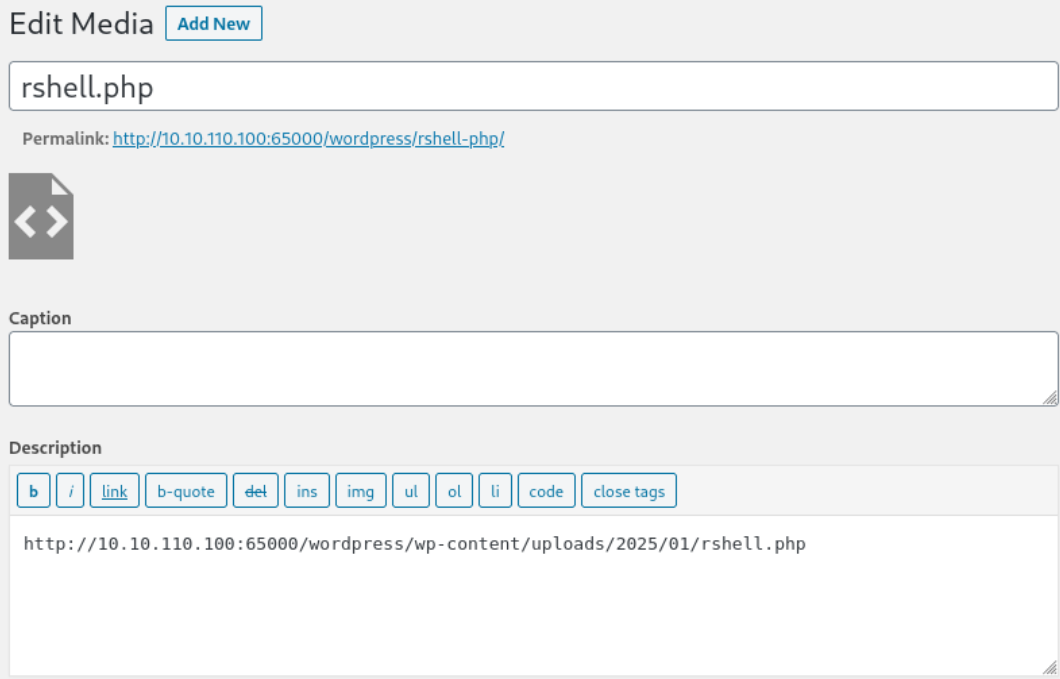 Edit Media Add New
rshell.php
Permalink: http://10.10.110.100:65000/wordpress/rshell-php/
Caption
Description
b i link b-quote del ins img ul ol li code close tags
http://10.10.110.100:65000/wordpress/wp-content/uploads/2025/01/rshell.php